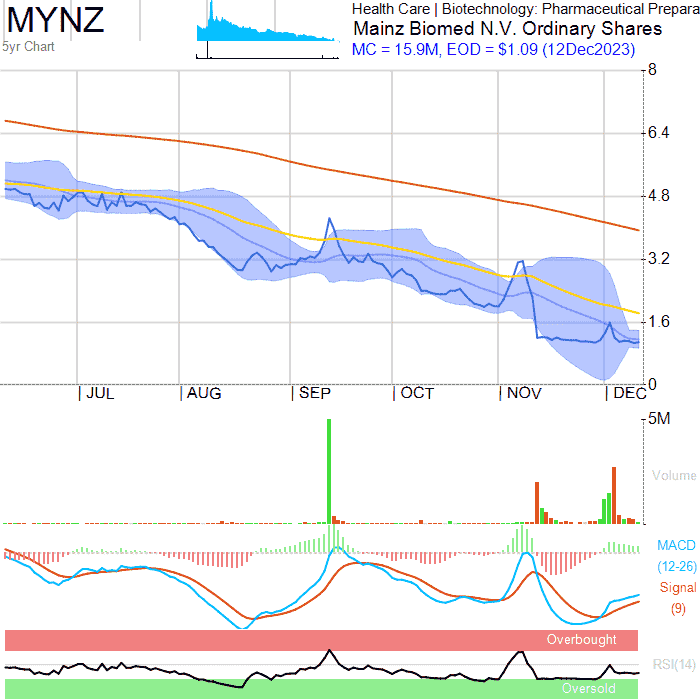 MYNZ
5yr Chart
Health Care | Biotechnology: Pharmaceutical Prepara
Mainz Biomed N.V. Ordinary Shares
MC = 15.9M, EOD = $1.09 (12Dec2023)
8
6.4
4.8
3.2
1.6
0
| JUL | AUG | SEP | OCT | NOV | DEC
5M
Volume
MACD
(12-26)
Signal
(9)
Overbought
RSI(14)
Oversold